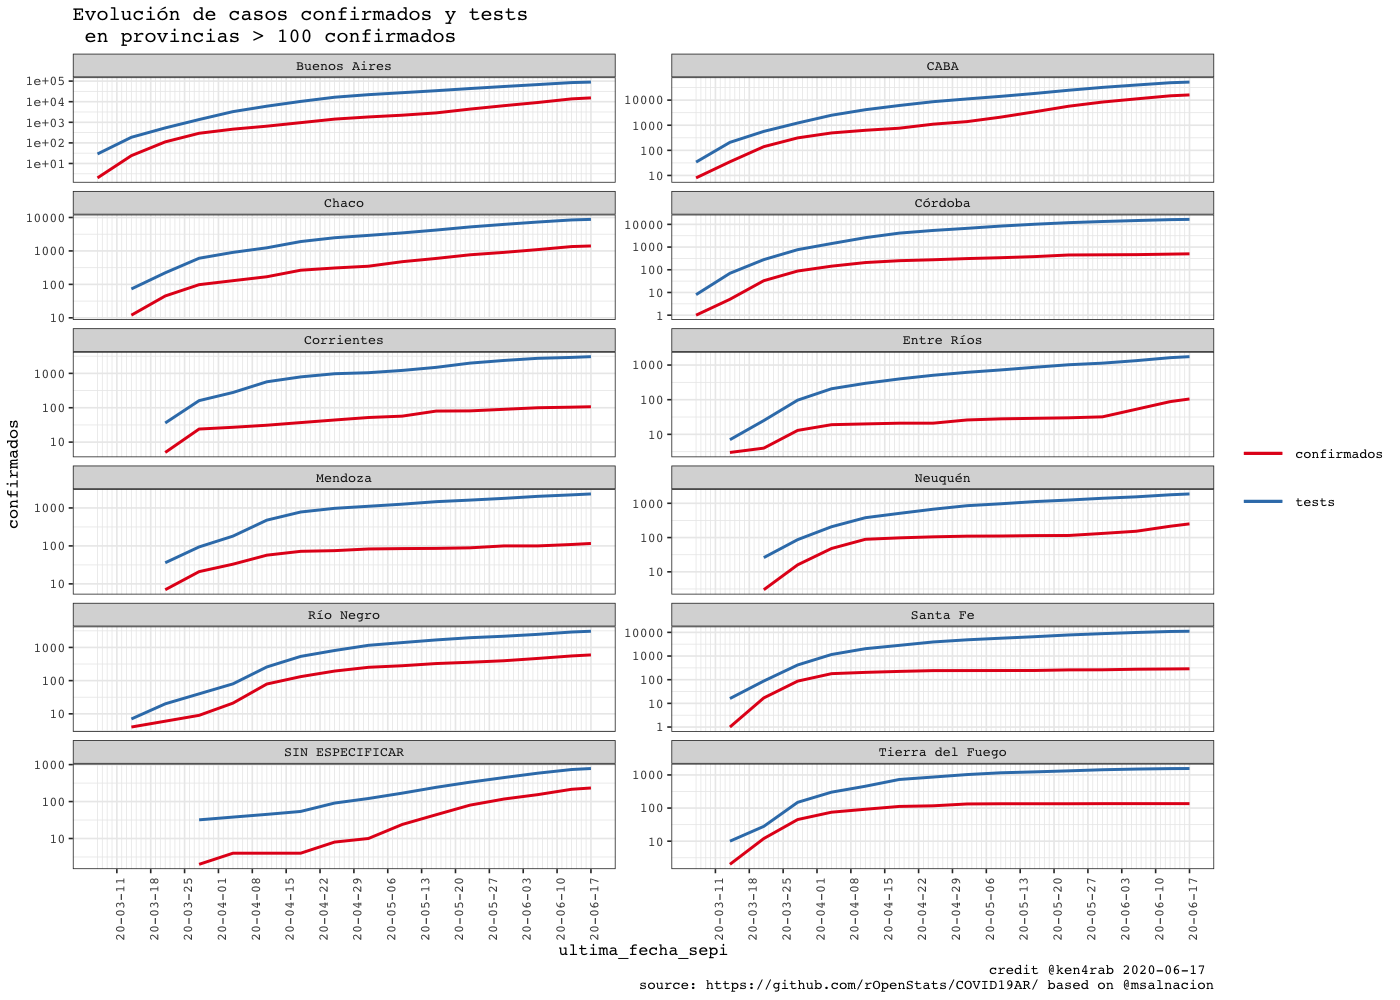 Evolución de casos confirmados y tests
en provincias > 100 confirmados
Buenos Aires
CABA
1e+05
1e+04
1e+03
1e+02
1e+01
10000
1000
100
10
Chaco
Córdoba
10000
1000
100
10
10000
1000
100
10
1
Corrientes
Entre Ríos
1000
100
10
1000
100
10
Mendoza
Neuquén
1000
100
10
1000
100
10
Río Negro
Santa Fe
1000
100
10
10000
1000
100
10
1
SIN ESPECIFICAR
Tierra del Fuego
1000
100
10
1000
100
10
confirmados
confirmados
tests
20-03-11
20-03-18
20-03-25
20-04-01
20-04-08
20-04-15
20-04-22
20-04-29
20-05-06
20-05-13
20-05-20
20-05-27
20-06-03
20-06-10
20-06-17
20-03-11
20-03-18
20-03-25
20-04-01
20-04-08
20-04-15
20-04-22
20-04-29
20-05-06
20-05-13
20-05-20
20-05-27
20-06-03
20-06-10
20-06-17
ultima_fecha_sepi
credit @ken4rab 2020-06-17
source: https://github.com/rOpenStats/COVID19AR/ based on @msalnacion